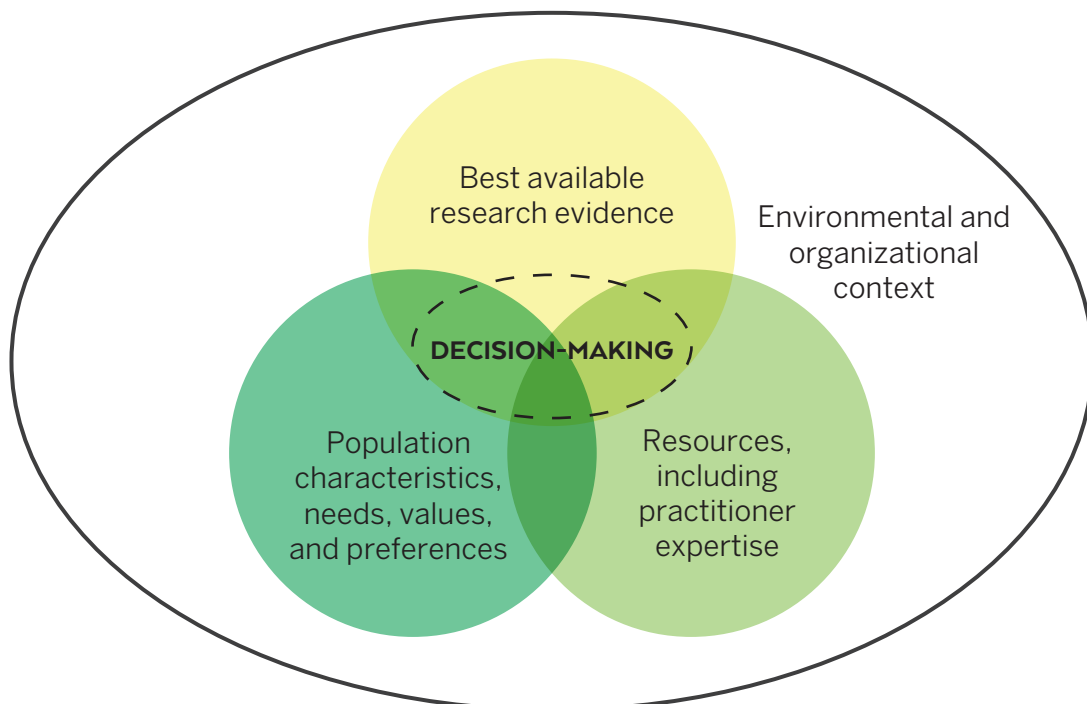 Best available
research evidence
Environmental and
organizational
context
DECISION-MAKING
Population
characteristics,
needs, values,
and preferences
Resources,
including
practitioner
expertise